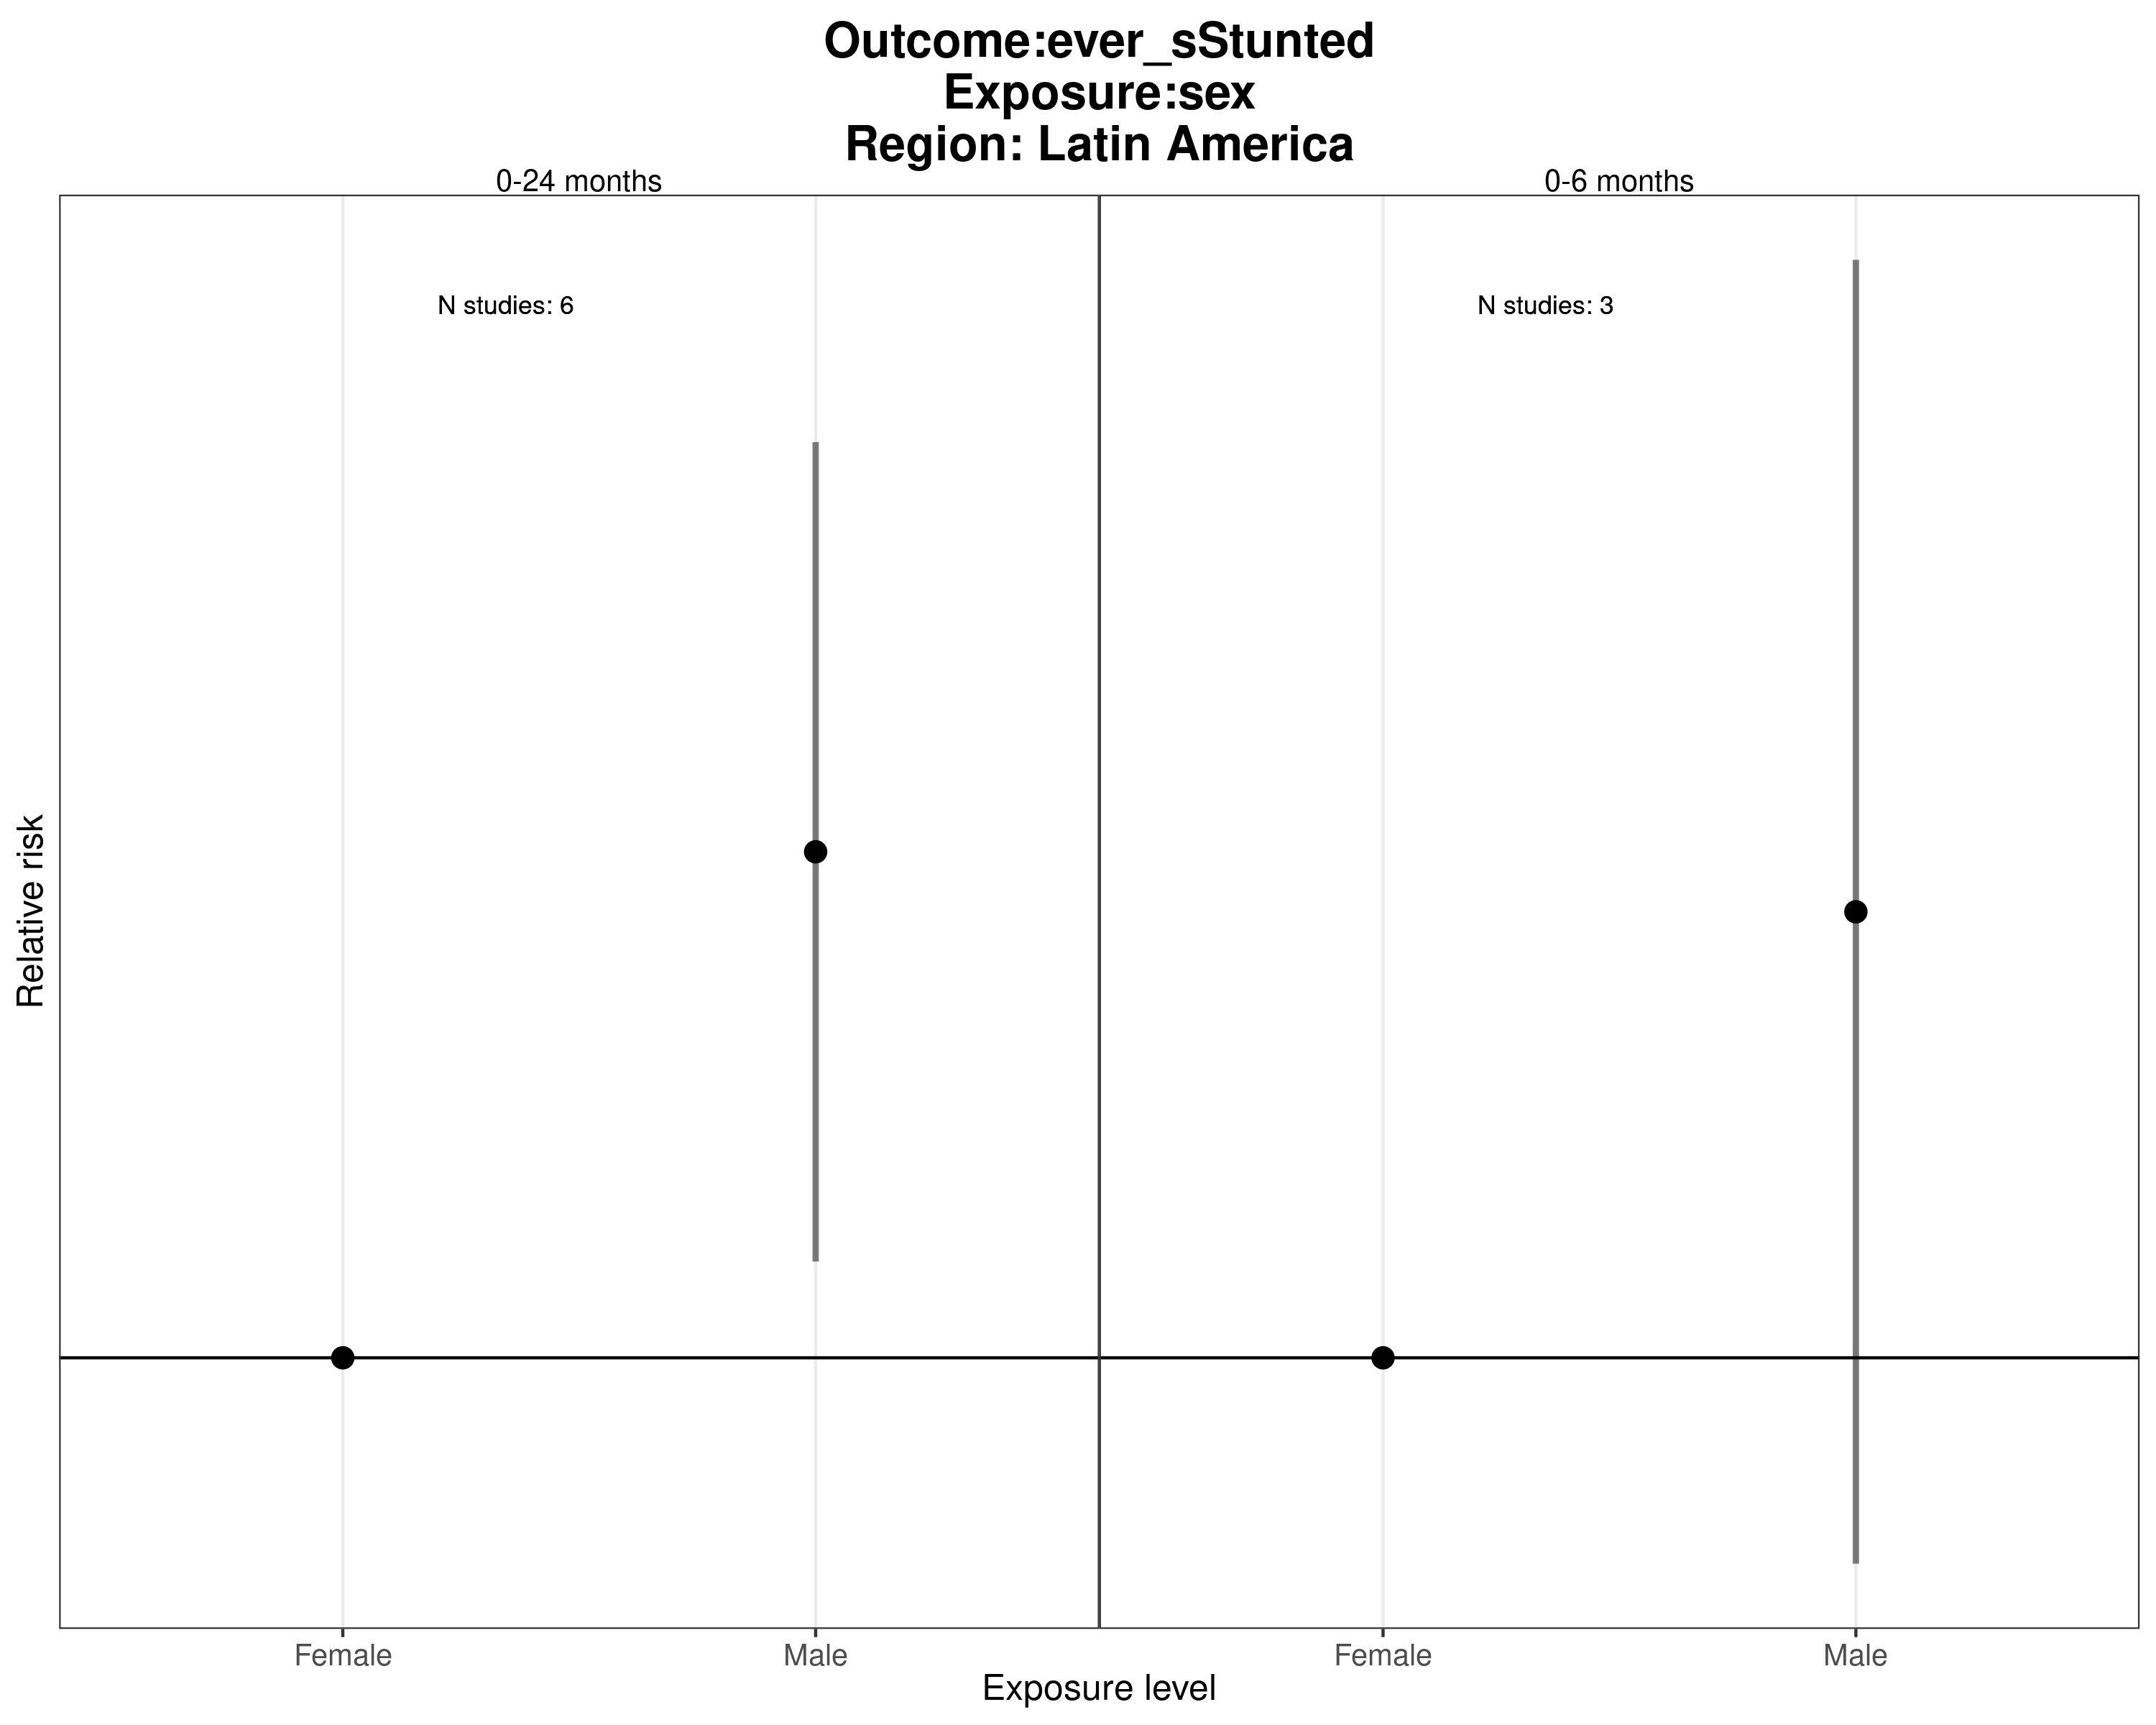 Outcome:ever_sStunted
Exposure:sex
Region: Latin America
0-24 months
0-6 months
N studies: 6
N studies: 3
Relative risk
Female
Male
Female
Male
Exposure level